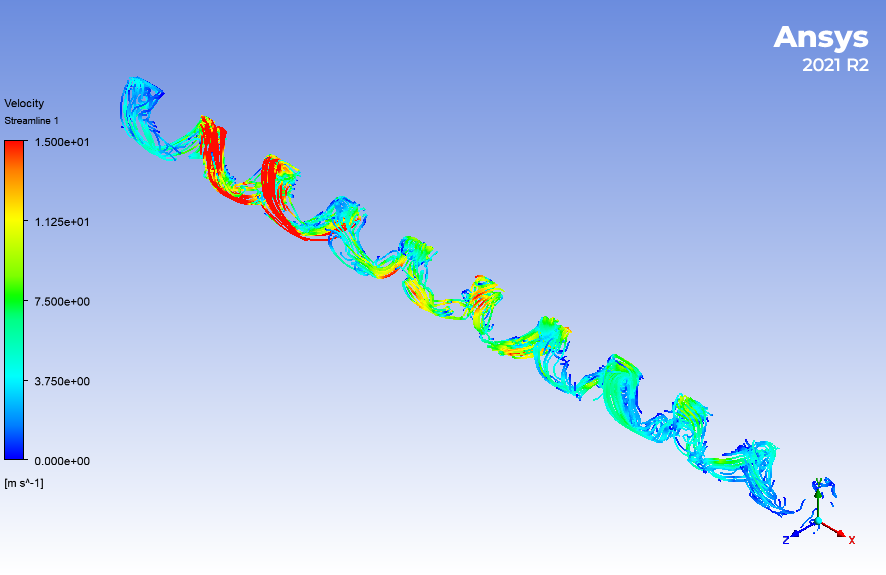 Ansys
2021 R2
Velocity
Streamline 1
1.500e+01
1.125e+01
7.500e+00
3.750e+00
0.000e+00
[m s^-1]
Y
Z
X